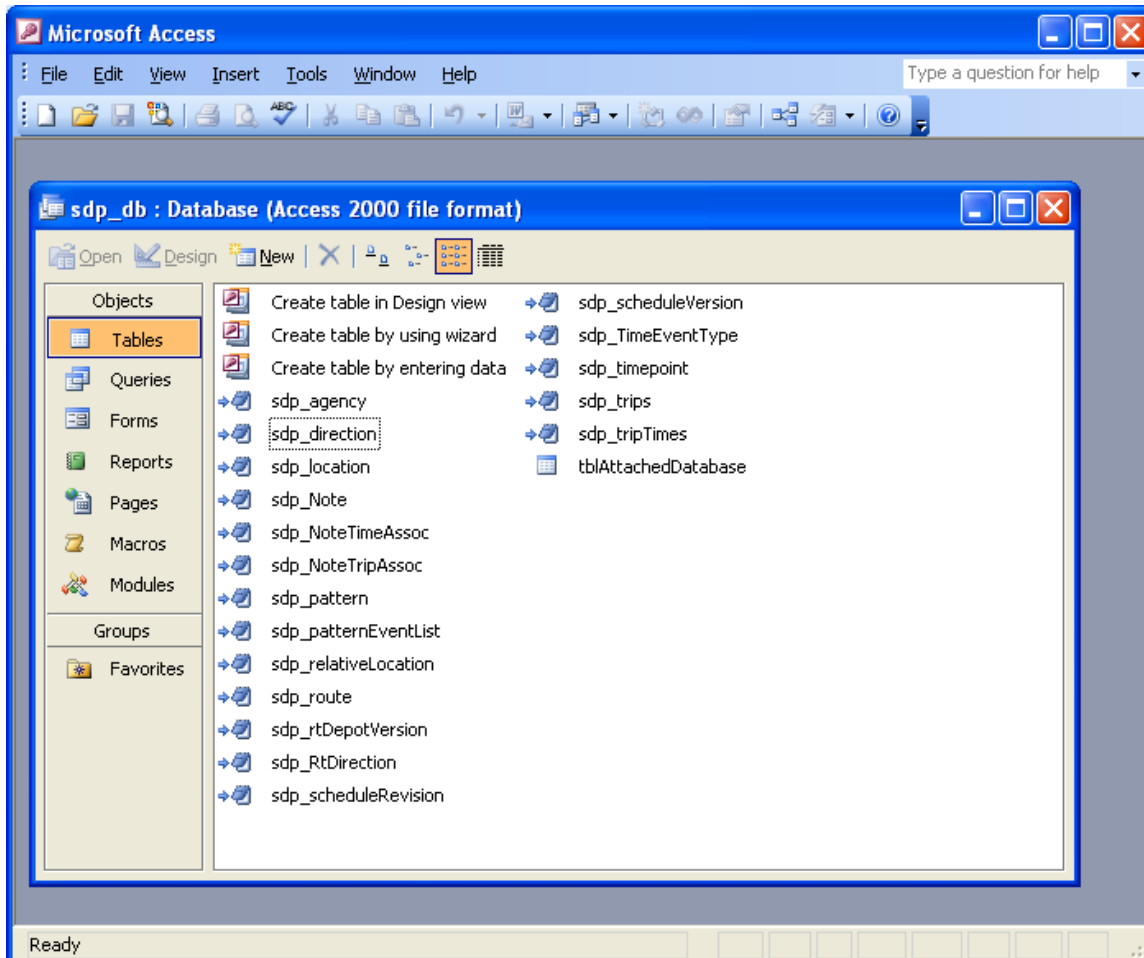 Microsoft Access
File Edit View Insert Tools Window Help
Type a question for help
ABC
sdp_db : Database (Access 2000 file format)
Open Design New
Objects
Tables
Queries
Forms
Reports
Pages
Macros
Modules
Groups
Favorites
Create table in Design view
Create table by using wizard
Create table by entering data
sdp_agency
sdp_direction
sdp_location
sdp_Note
sdp_NoteTimeAssoc
sdp_NoteTripAssoc
sdp_pattern
sdp_patternEventList
sdp_relativeLocation
sdp_route
sdp_rtDepotVersion
sdp_RtDirection
sdp_scheduleRevision
sdp_scheduleVersion
sdp_TimeEventType
sdp_timepoint
sdp_trips
sdp_tripTimes
tblAttachedDatabase
Ready